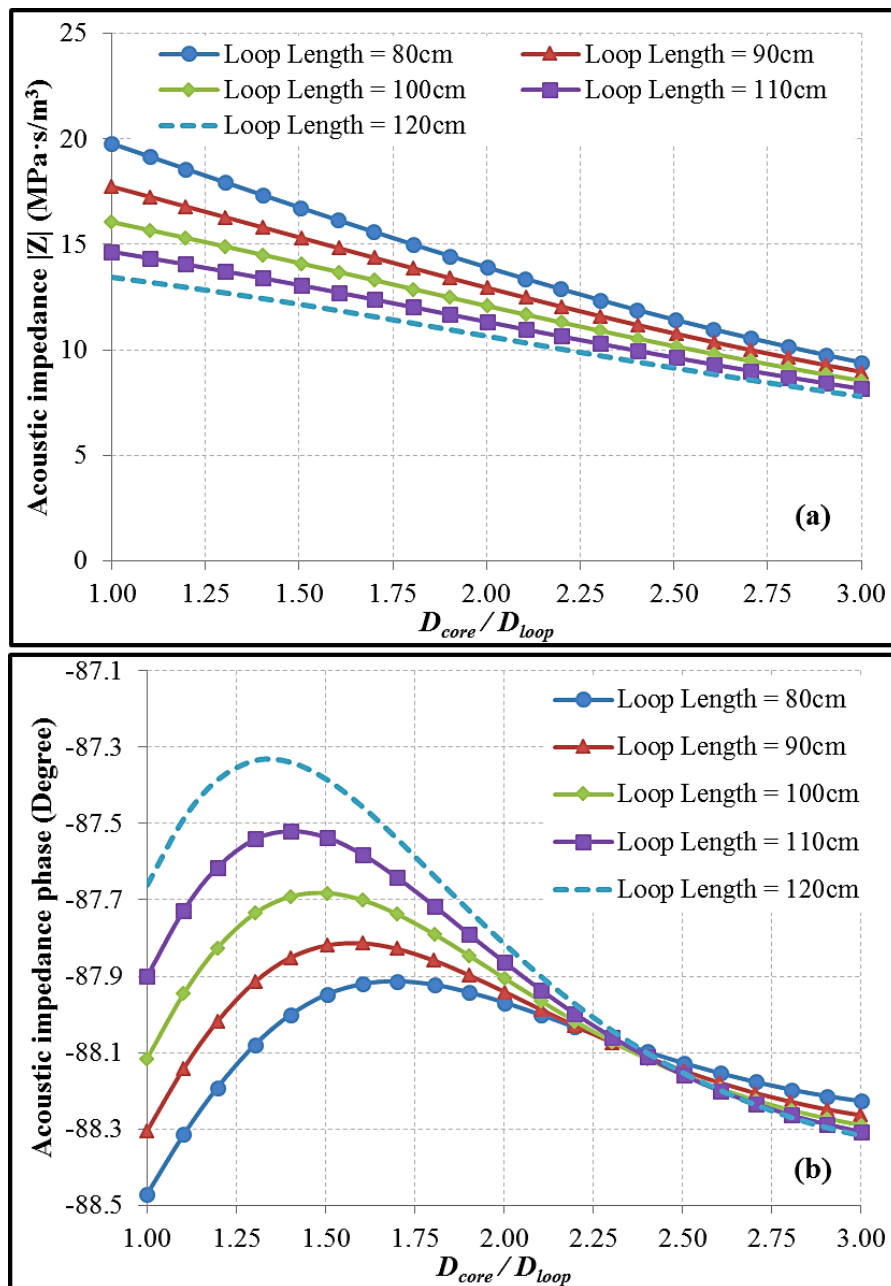 25
20
15
10
5
0
Acoustic impedance |Z| (MPa·s/m³)
Loop Length = 80cm
Loop Length = 90cm
Loop Length = 100cm
Loop Length = 110cm
Loop Length = 120cm
(a)
1.00 1.25 1.50 1.75 2.00 2.25 2.50 2.75 3.00
D_core / D_loop
-87.1
-87.3
-87.5
-87.7
-87.9
-88.1
-88.3
-88.5
Acoustic impedance phase (Degree)
Loop Length = 80cm
Loop Length = 90cm
Loop Length = 100cm
Loop Length = 110cm
Loop Length = 120cm
(b)
1.00 1.25 1.50 1.75 2.00 2.25 2.50 2.75 3.00
D_core / D_loop